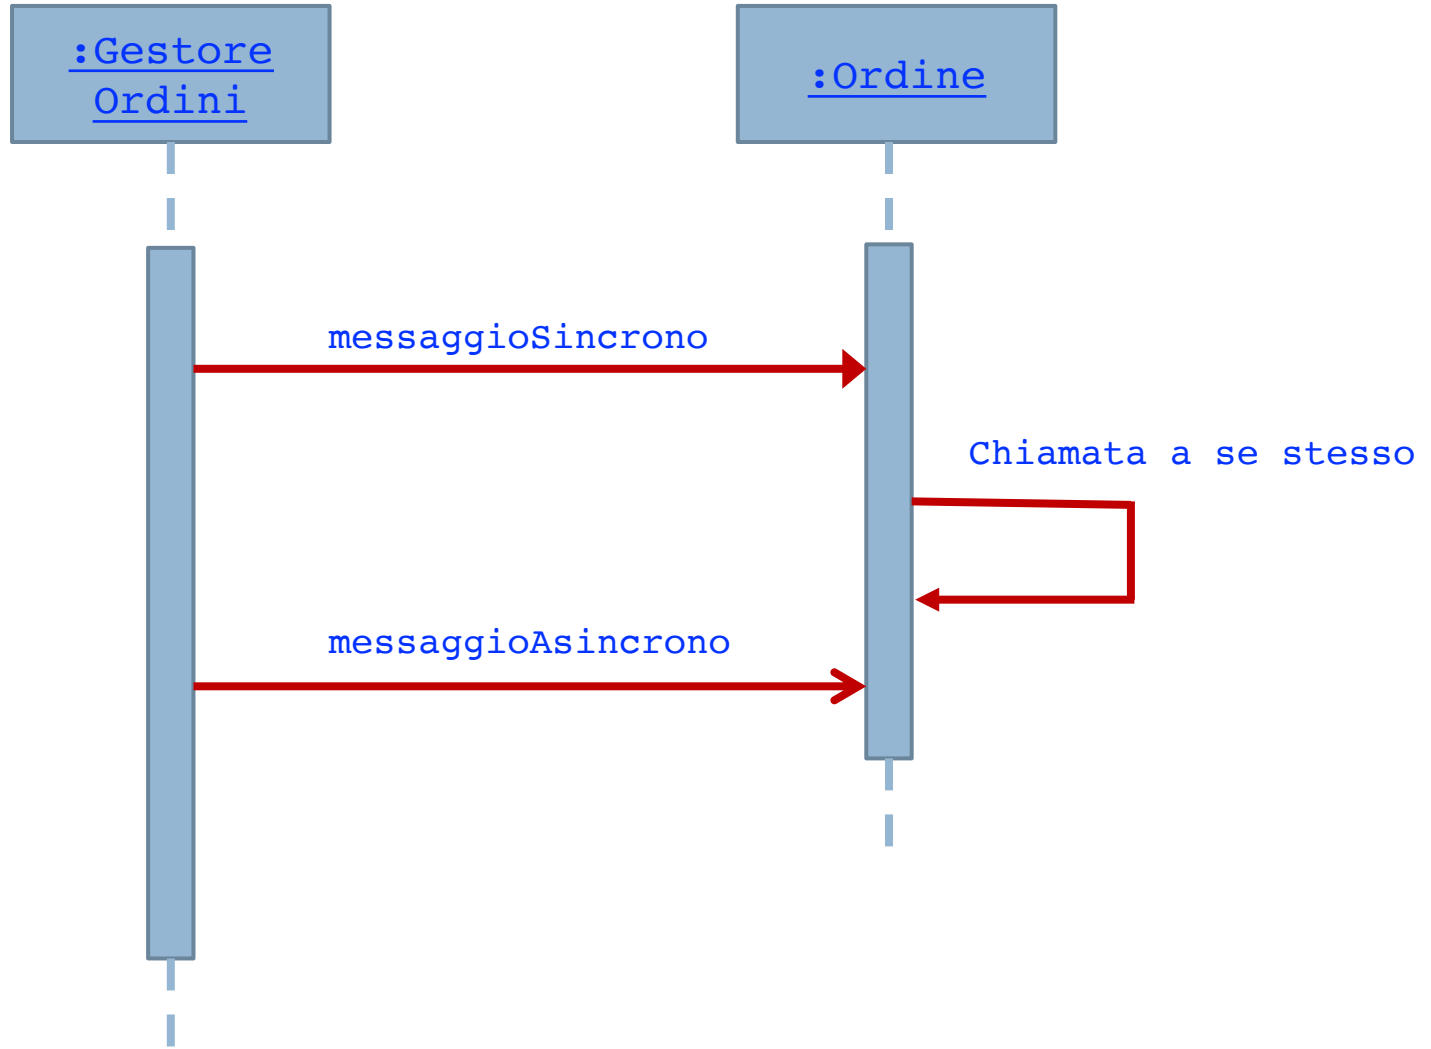 :Gestore
Ordini
:Ordine
messaggioSincrono
Chiamata a se stesso
messaggioAsincrono